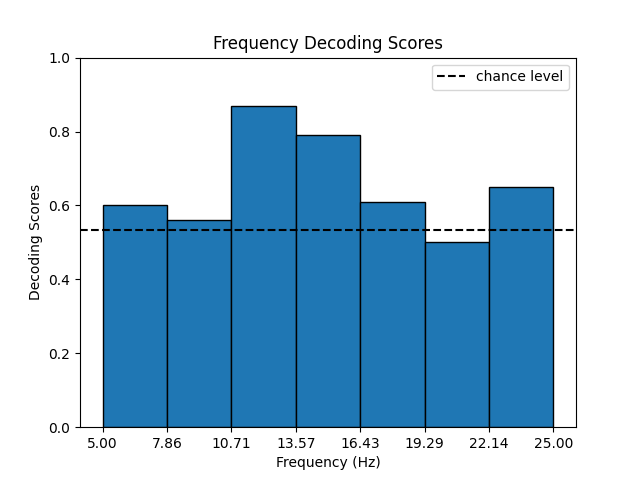 Frequency Decoding Scores
chance level
1.0
0.8
0.6
0.4
0.2
0.0
Decoding Scores
5.00 7.86 10.71 13.57 16.43 19.29 22.14 25.00
Frequency (Hz)